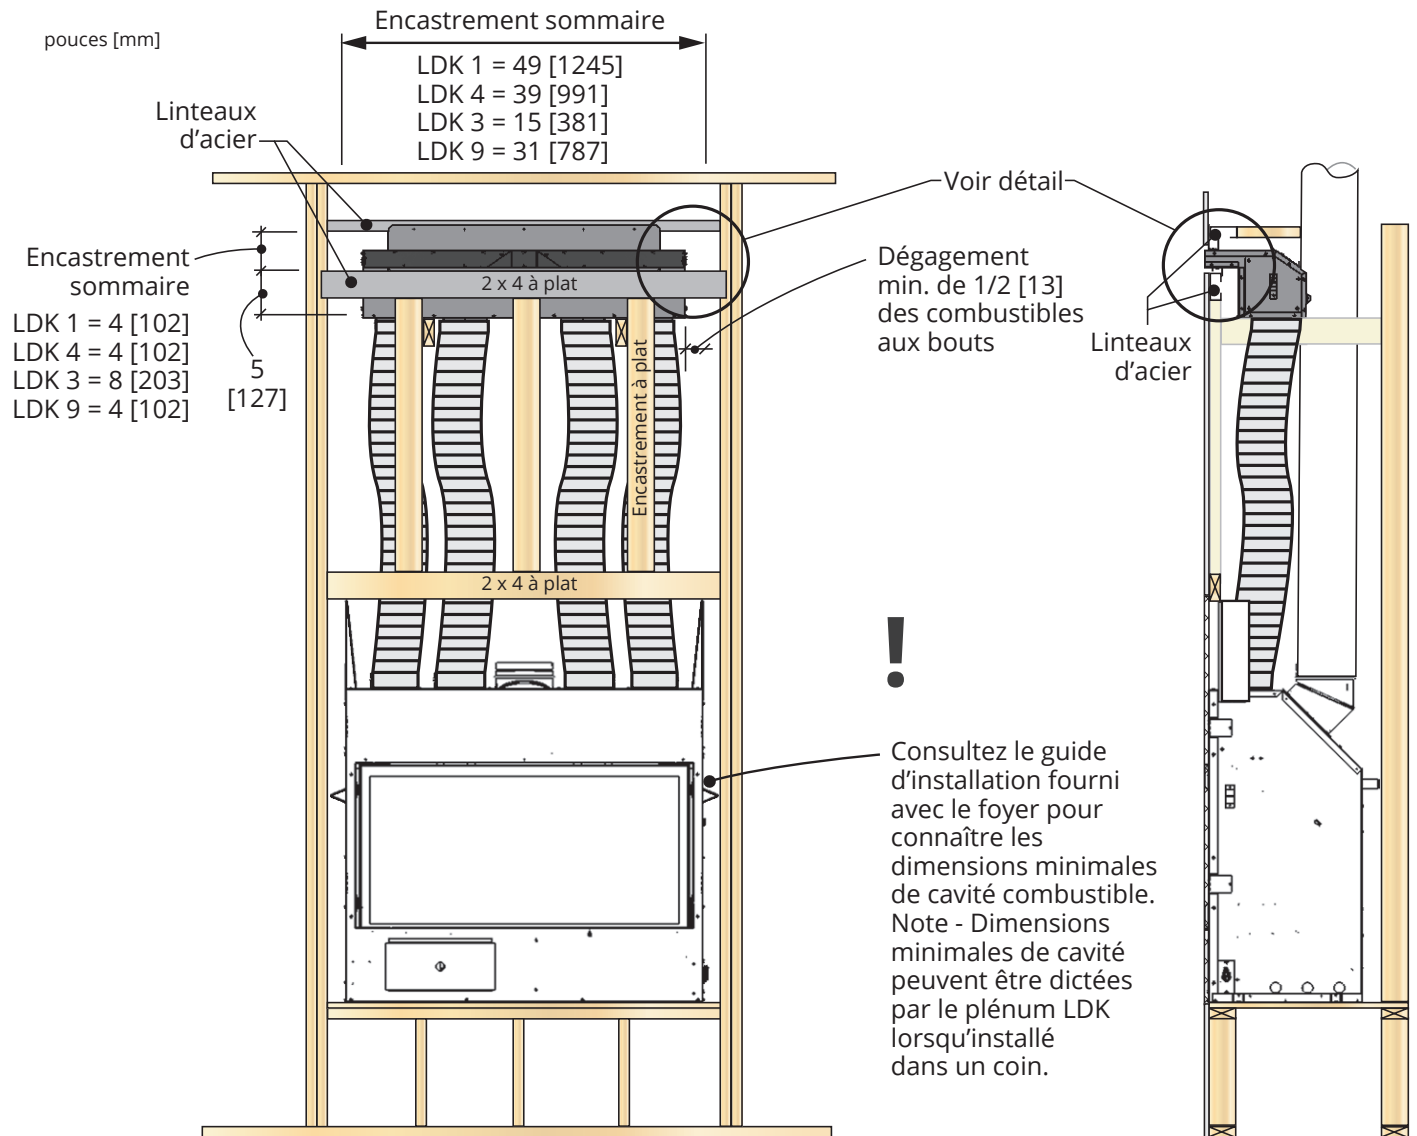 pouces [mm]
Encastrement sommaire
LDK 1 = 49 [1245]
LDK 4 = 39 [991]
LDK 3 = 15 [381]
LDK 9 = 31 [787]
Linteaux
d’acier
Voir détail
Encastrement
sommaire
LDK 1 = 4 [102]
LDK 4 = 4 [102]
LDK 3 = 8 [203]
LDK 9 = 4 [102]
5
[127]
2 x 4 à plat
Dégagement
min. de 1/2 [13]
des combustibles
aux bouts
Linteaux
d’acier
Encastrement à plat
2 x 4 à plat
!
Consultez le guide
d’installation fourni
avec le foyer pour
connaître les
dimensions minimales
de cavité combustible.
Note - Dimensions
minimales de cavité
peuvent être dictées
par le plénum LDK
lorsqu’installé
dans un coin.